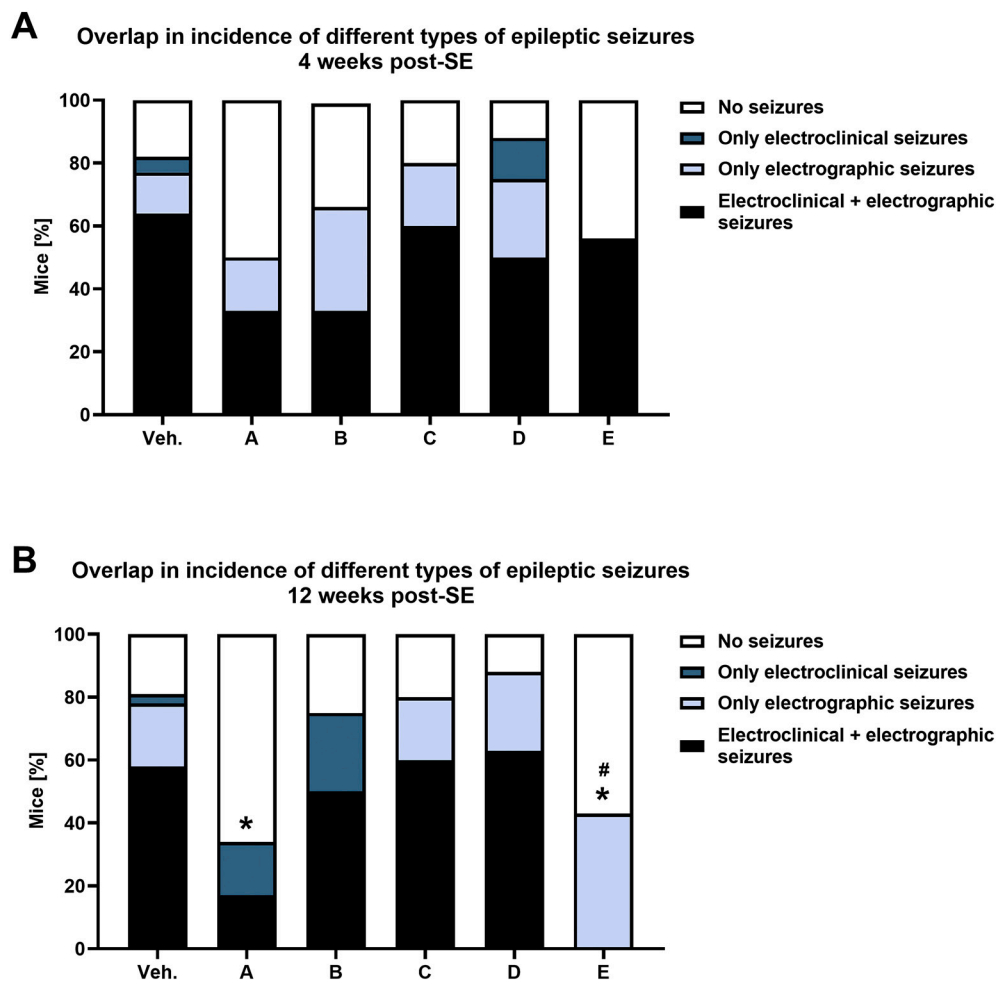 A
Overlap in incidence of different types of epileptic seizures
4 weeks post-SE
Mice [%]
100
80
60
40
20
0
Veh. A B C D E
No seizures
Only electroclinical seizures
Only electrographic seizures
Electroclinical + electrographic
seizures
B
Overlap in incidence of different types of epileptic seizures
12 weeks post-SE
Mice [%]
100
80
60
40
20
0
*
#
*
Veh. A B C D E
No seizures
Only electroclinical seizures
Only electrographic seizures
Electroclinical + electrographic
seizures